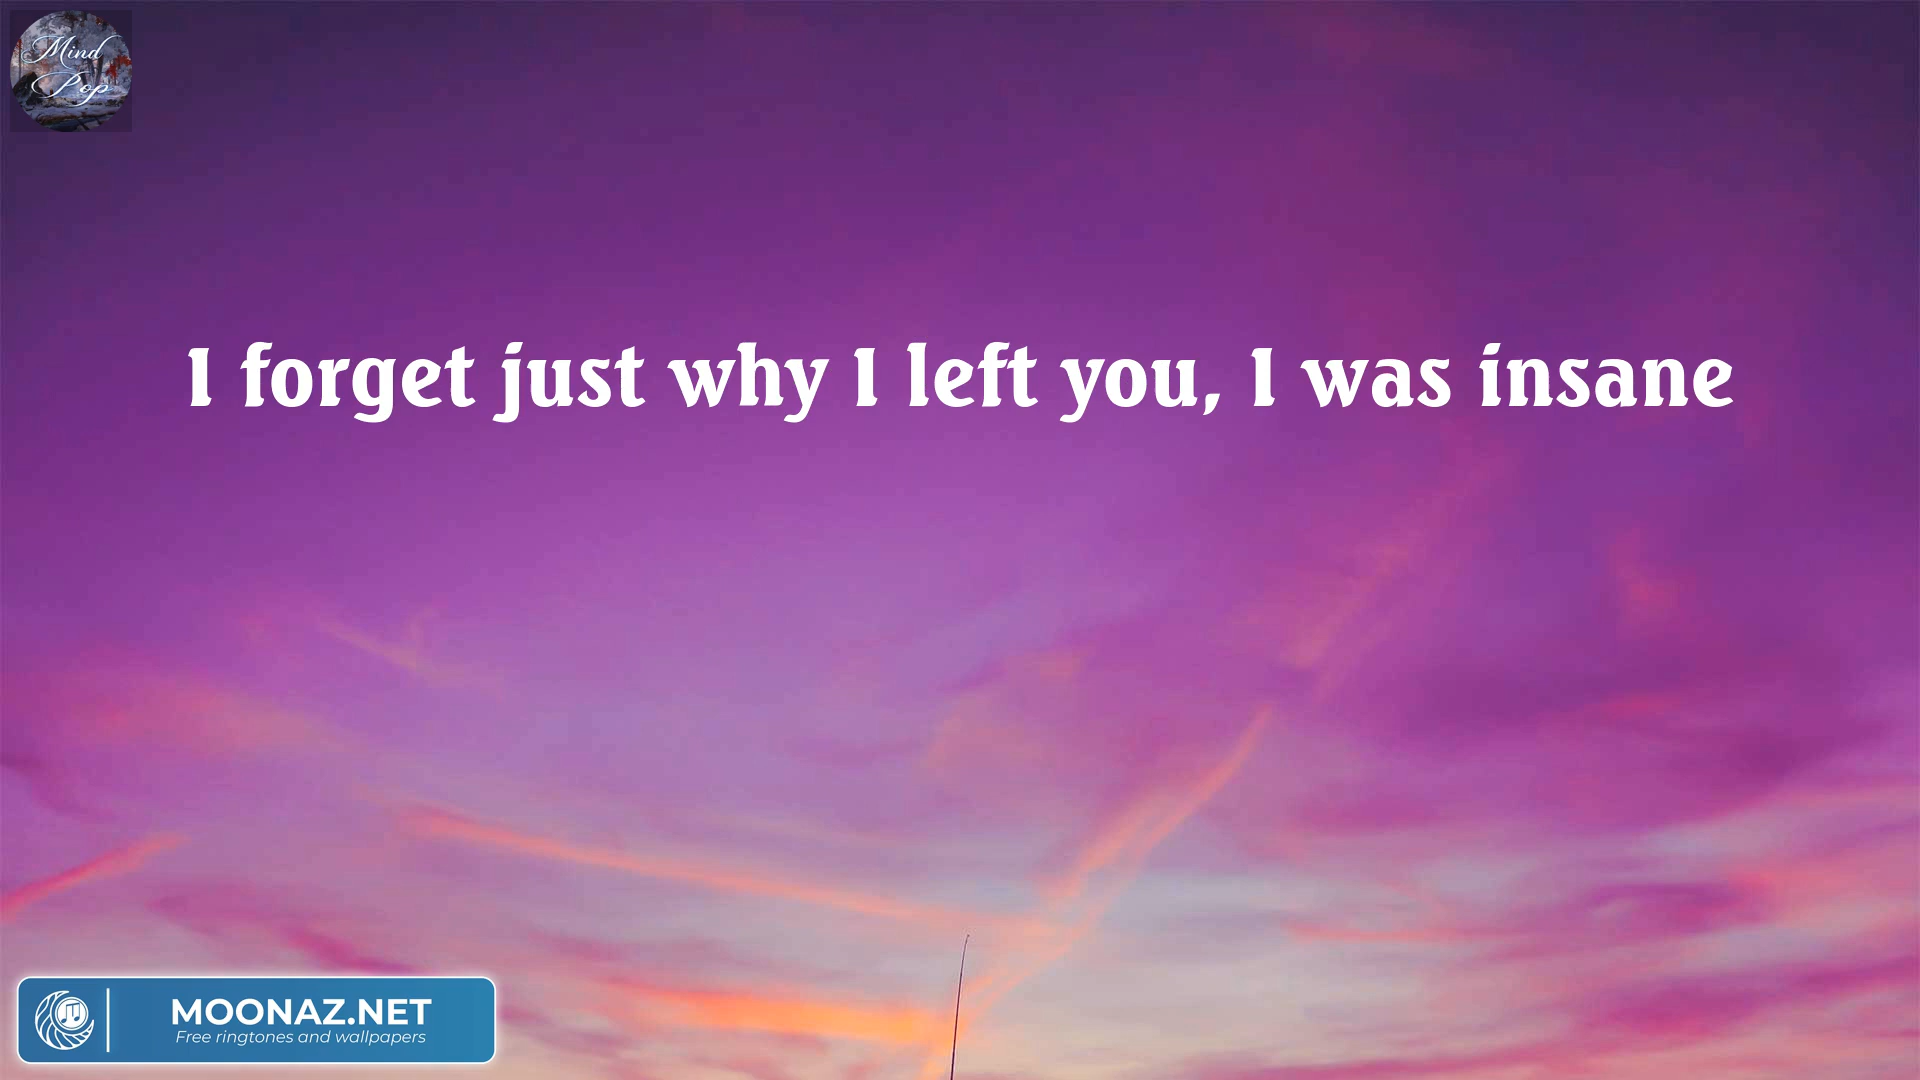 Mind
Pop
I forget just why I left you, I was insane
MOONAZ.NET
Free ringtones and wallpapers